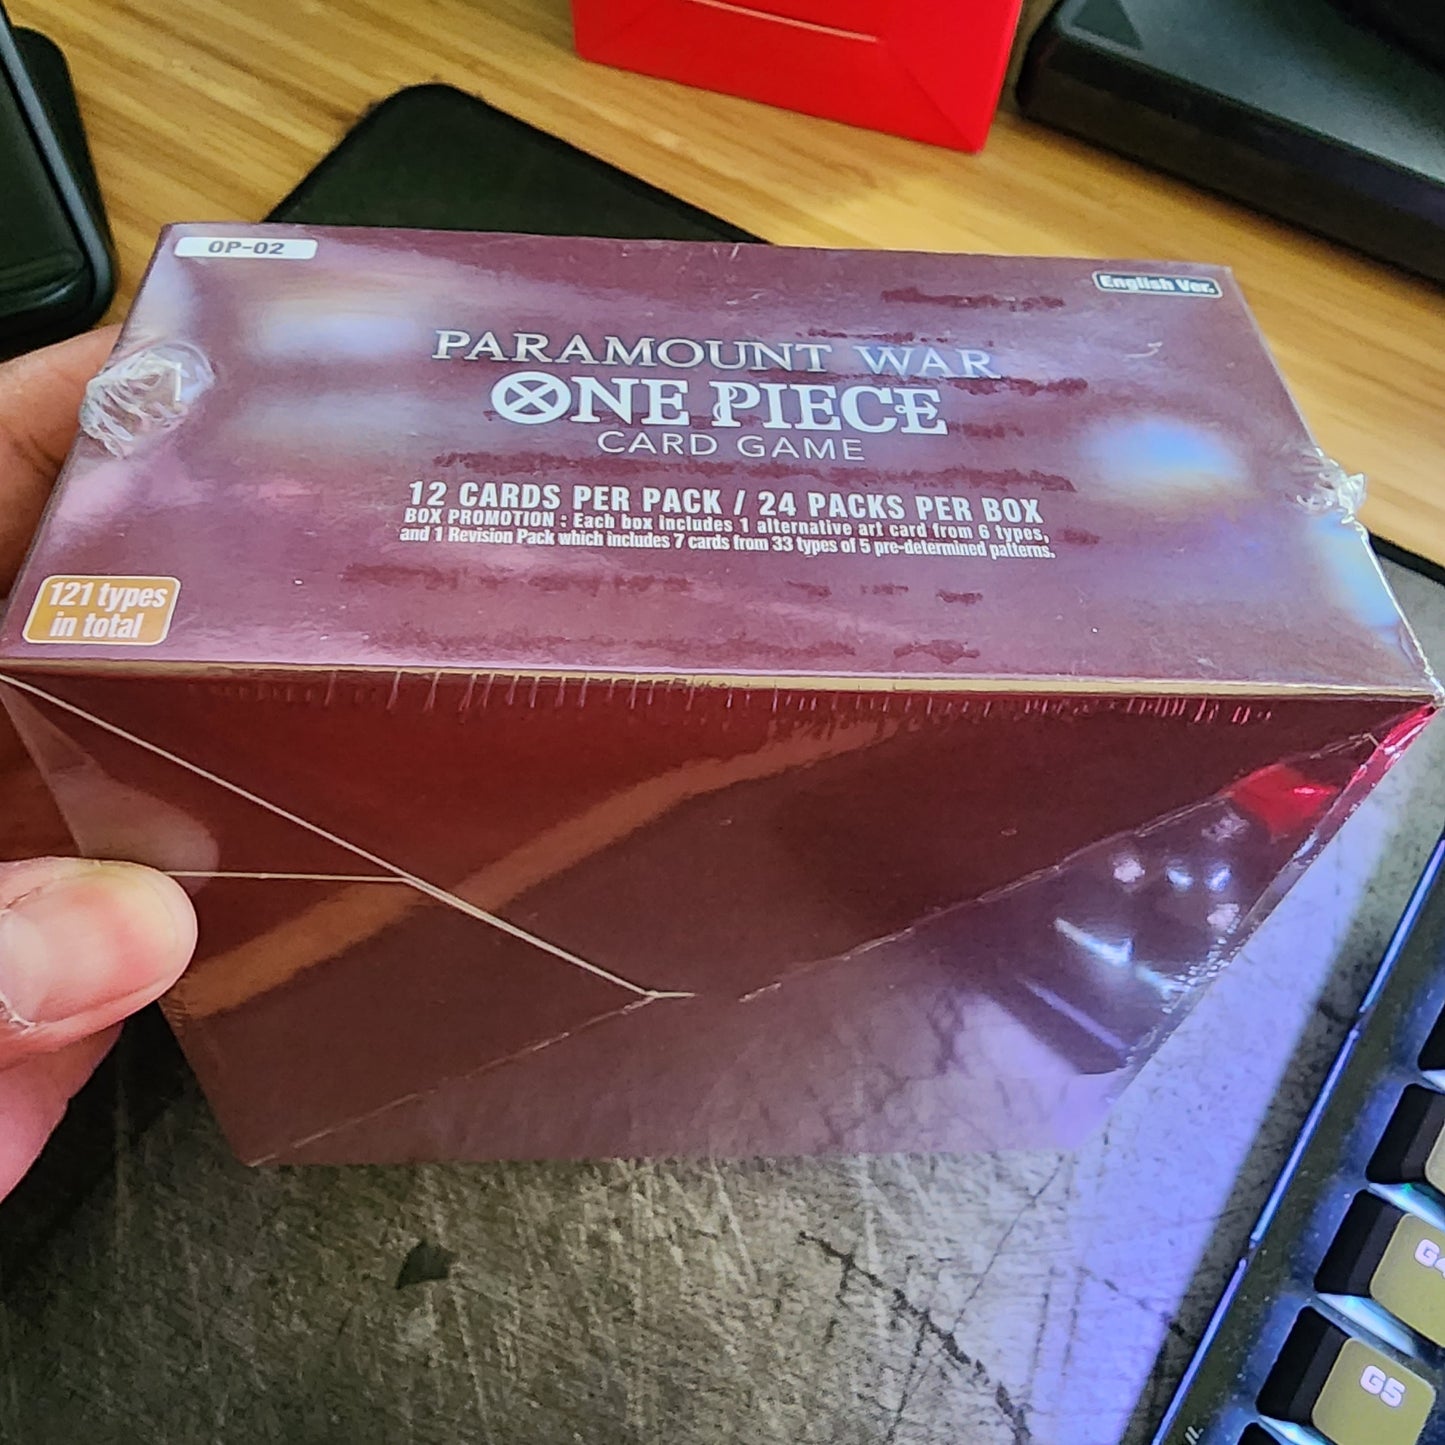 OP-02
English Ver.
PARAMOUNT WAR
ONE PIECE
CARD GAME
12 CARDS PER PACK / 24 PACKS PER BOX
BOX PROMOTION : Each box includes 1 alternative art card from 6 types,
and 1 Revision Pack which includes 7 cards from 33 types of 5 pre-determined patterns.
121 types
in total
G4
G5